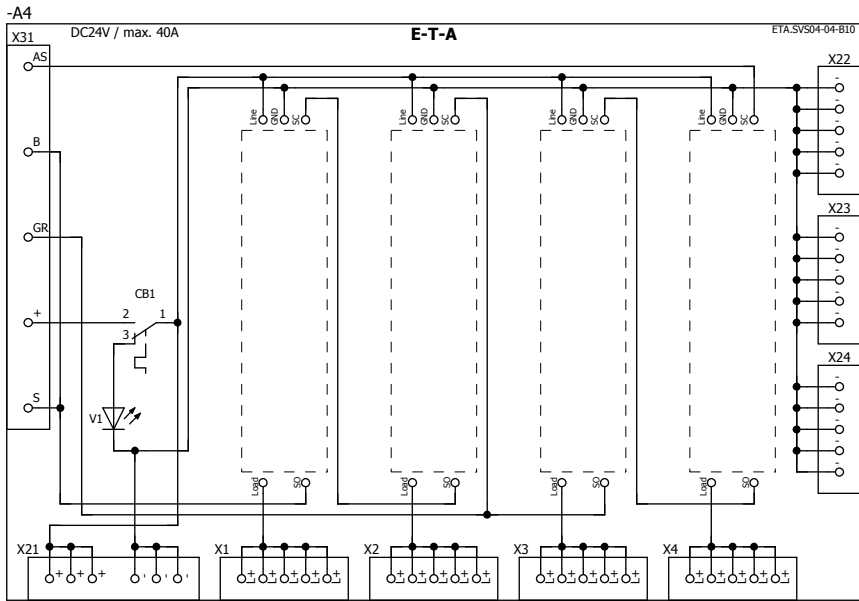 -A4
DC24V / max. 40A
E-T-A
ETA.SVS04-04-B10
X31
AS
B
GR
+
S
Line GND SC
Line GND SC
Line GND SC
Line GND SC
X22
-
-
-
-
-
X23
-
-
-
-
-
X24
-
-
-
-
-
CB1
2 1
3
V1
Load SO
Load SO
Load SO
Load SO
X21
+ + + - - -
X1
L+ L+ L+ L+ L+
X2
L+ L+ L+ L+ L+
X3
L+ L+ L+ L+ L+
X4
L+ L+ L+ L+ L+